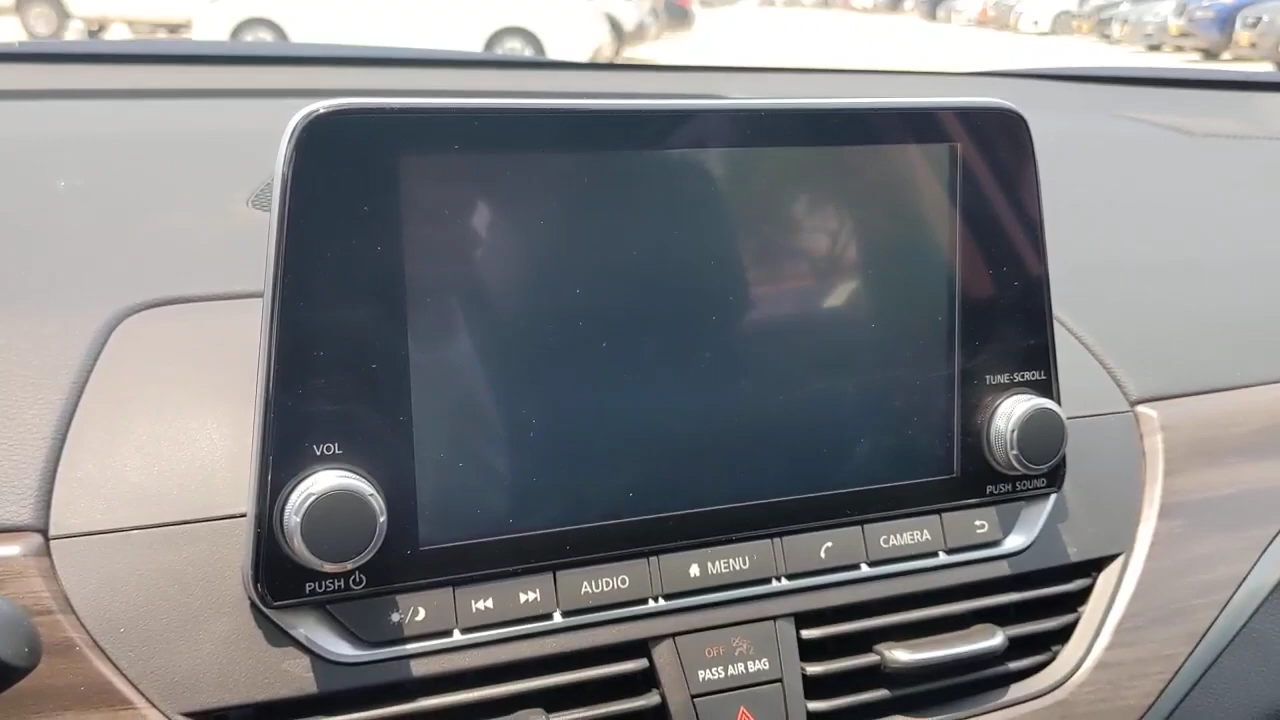 TUNE·SCROLL
VOL
PUSH SOUND
PUSH
AUDIO
MENU
CAMERA
OFF
PASS AIR BAG